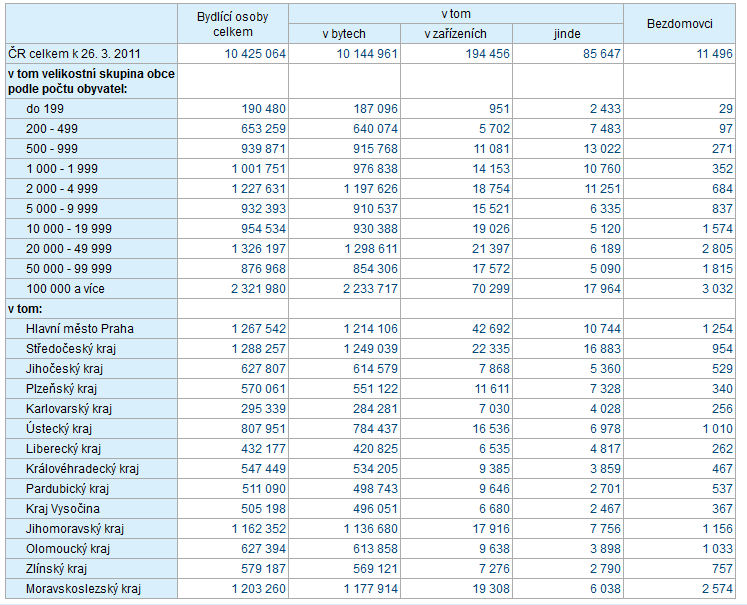 Bydlící osoby celkem v tom Bezdomovci
v bytech v zařízeních jinde
ČR celkem k 26. 3. 2011 10 425 064 10 144 961 194 456 85 647 11 496
v tom velikostní skupina obce
podle počtu obyvatel:
do 199 190 480 187 096 951 2 433 29
200 - 499 653 259 640 074 5 702 7 483 97
500 - 999 939 871 915 768 11 081 13 022 271
1 000 - 1 999 1 001 751 976 838 14 153 10 760 352
2 000 - 4 999 1 227 631 1 197 626 18 754 11 251 684
5 000 - 9 999 932 393 910 537 15 521 6 335 837
10 000 - 19 999 954 534 930 388 19 026 5 120 1 574
20 000 - 49 999 1 326 197 1 298 611 21 397 6 189 2 805
50 000 - 99 999 876 968 854 306 17 572 5 090 1 815
100 000 a více 2 321 980 2 233 717 70 299 17 964 3 032
v tom:
Hlavní město Praha 1 267 542 1 214 106 42 692 10 744 1 254
Středočeský kraj 1 288 257 1 249 039 22 335 16 883 954
Jihočeský kraj 627 807 614 579 7 868 5 360 529
Plzeňský kraj 570 061 551 122 11 611 7 328 340
Karlovarský kraj 295 339 284 281 7 030 4 028 256
Ústecký kraj 807 951 784 437 16 536 6 978 1 010
Liberecký kraj 432 177 420 825 6 535 4 817 262
Královéhradecký kraj 547 449 534 205 9 385 3 859 467
Pardubický kraj 511 090 498 743 9 646 2 701 537
Kraj Vysočina 505 198 496 051 6 680 2 467 367
Jihomoravský kraj 1 162 352 1 136 680 17 916 7 756 1 156
Olomoucký kraj 627 394 613 858 9 638 3 898 1 033
Zlínský kraj 579 187 569 121 7 276 2 790 757
Moravskoslezský kraj 1 203 260 1 177 914 19 308 6 038 2 574